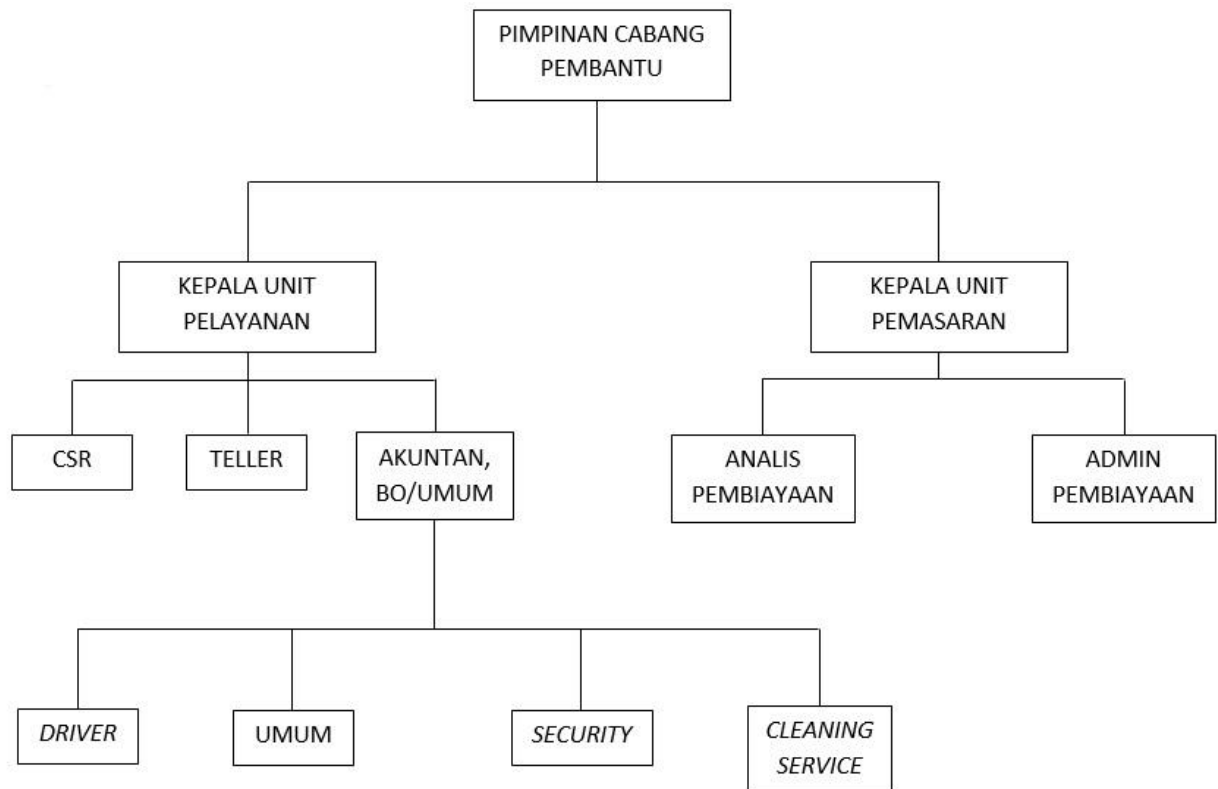 PIMPINAN CABANG
PEMBANTU
KEPALA UNIT
PELAYANAN
KEPALA UNIT
PEMASARAN
CSR
TELLER
AKUNTAN,
BO/UMUM
ANALIS
PEMBIAYAAN
ADMIN
PEMBIAYAAN
DRIVER
UMUM
SECURITY
CLEANING
SERVICE